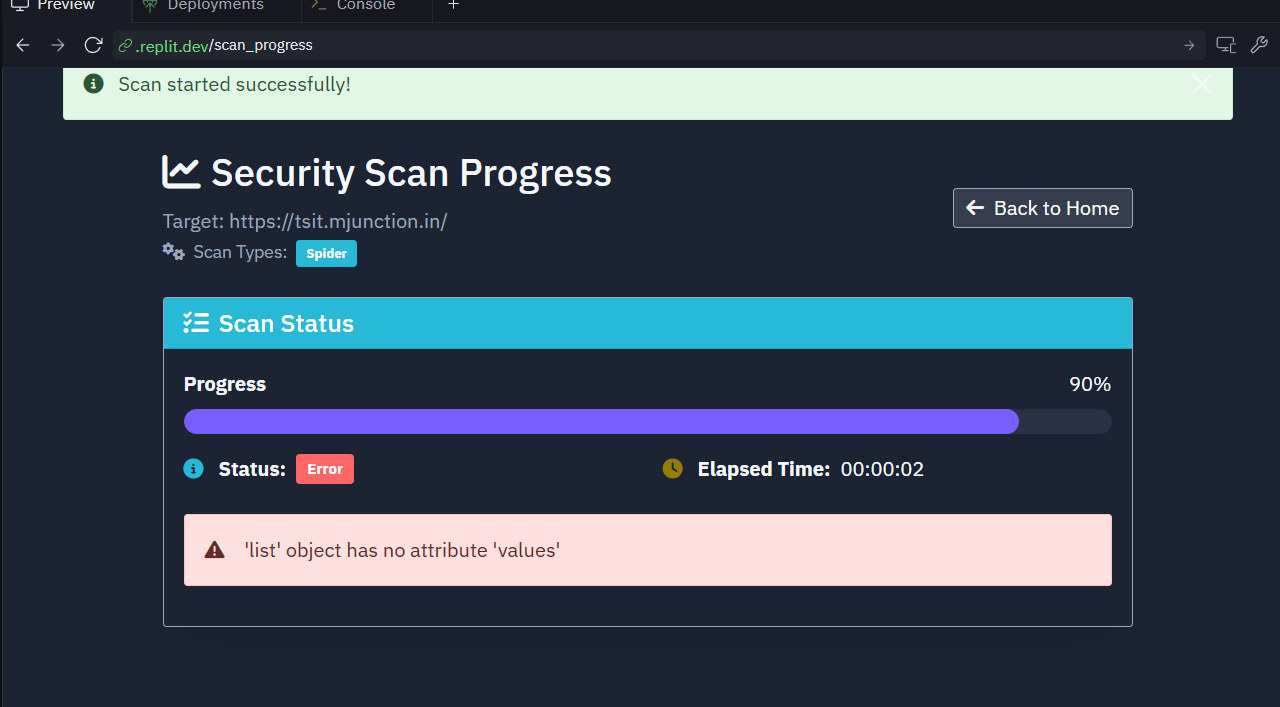 Preview Deployments Console
.replit.dev/scan_progress
Scan started successfully!
Security Scan Progress
Target: https://tsit.mjunction.in/
Back to Home
Scan Types: Spider
Scan Status
Progress 90%
Status: Error Elapsed Time: 00:00:02
'list' object has no attribute 'values'